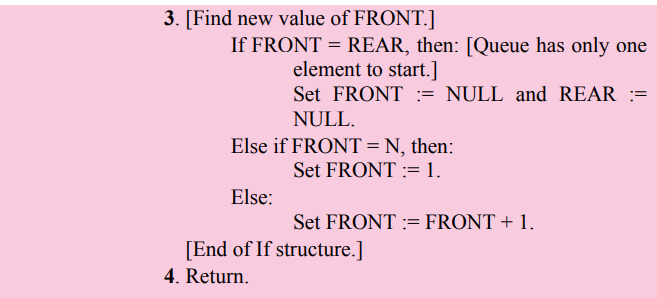 3. [Find new value of FRONT.]
If FRONT = REAR, then: [Queue has only one
element to start.]
Set FRONT := NULL and REAR :=
NULL.
Else if FRONT = N, then:
Set FRONT := 1.
Else:
Set FRONT := FRONT + 1.
[End of If structure.]
4. Return.